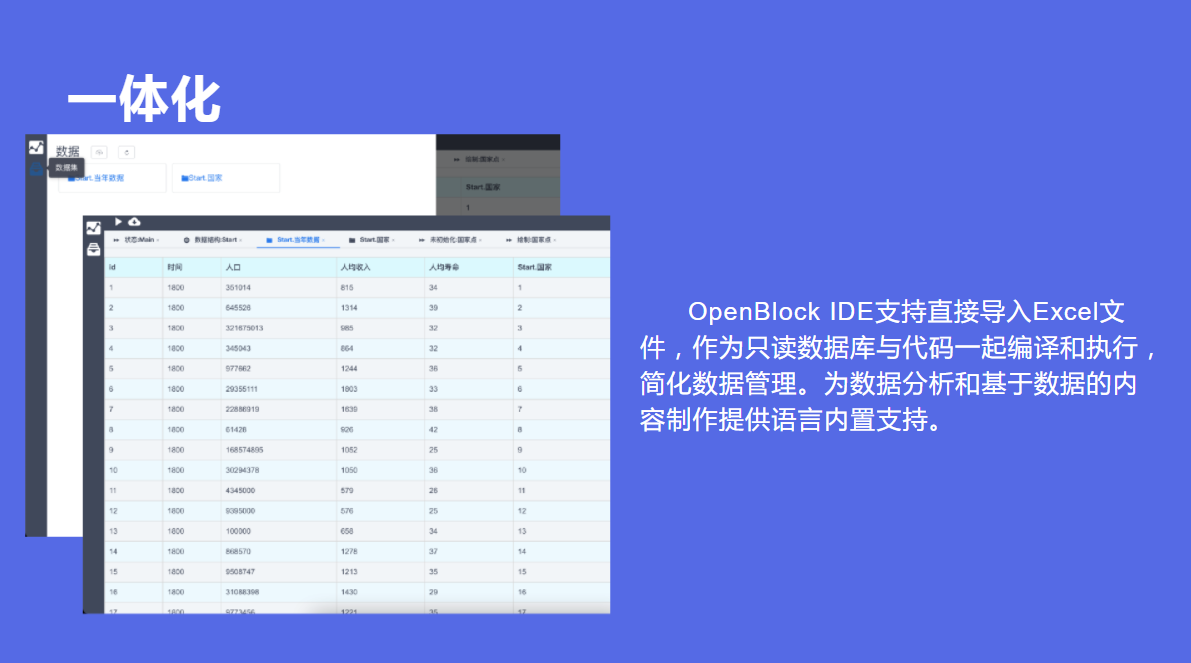 一体化
数据
数据集
Start.当年数据 Start.国家
绘制:国家点
Start.国家
1
状态:Main 数据结构:Start Start.当年数据 Start.国家 未初始化:国家点 绘制:国家点
Id 时间 人口 人均收入 人均寿命 Start.国家
1 1800 351014 815 34 1
2 1800 645526 1314 39 2
3 1800 321675013 985 32 3
4 1800 345043 864 32 4
5 1800 977662 1244 36 5
6 1800 29355111 1803 33 6
7 1800 22886919 1639 38 7
8 1800 61428 926 42 8
9 1800 168574895 1052 25 9
10 1800 30294378 1050 36 10
11 1800 4345000 579 26 11
12 1800 9395000 576 25 12
13 1800 100000 658 34 13
14 1800 868570 1278 37 14
15 1800 9508747 1213 35 15
16 1800 31088398 1430 29 16
17 1800 9773456 1221 35 17
OpenBlock IDE支持直接导入Excel文
件，作为只读数据库与代码一起编译和执行，
简化数据管理。为数据分析和基于数据的内
容制作提供语言内置支持。